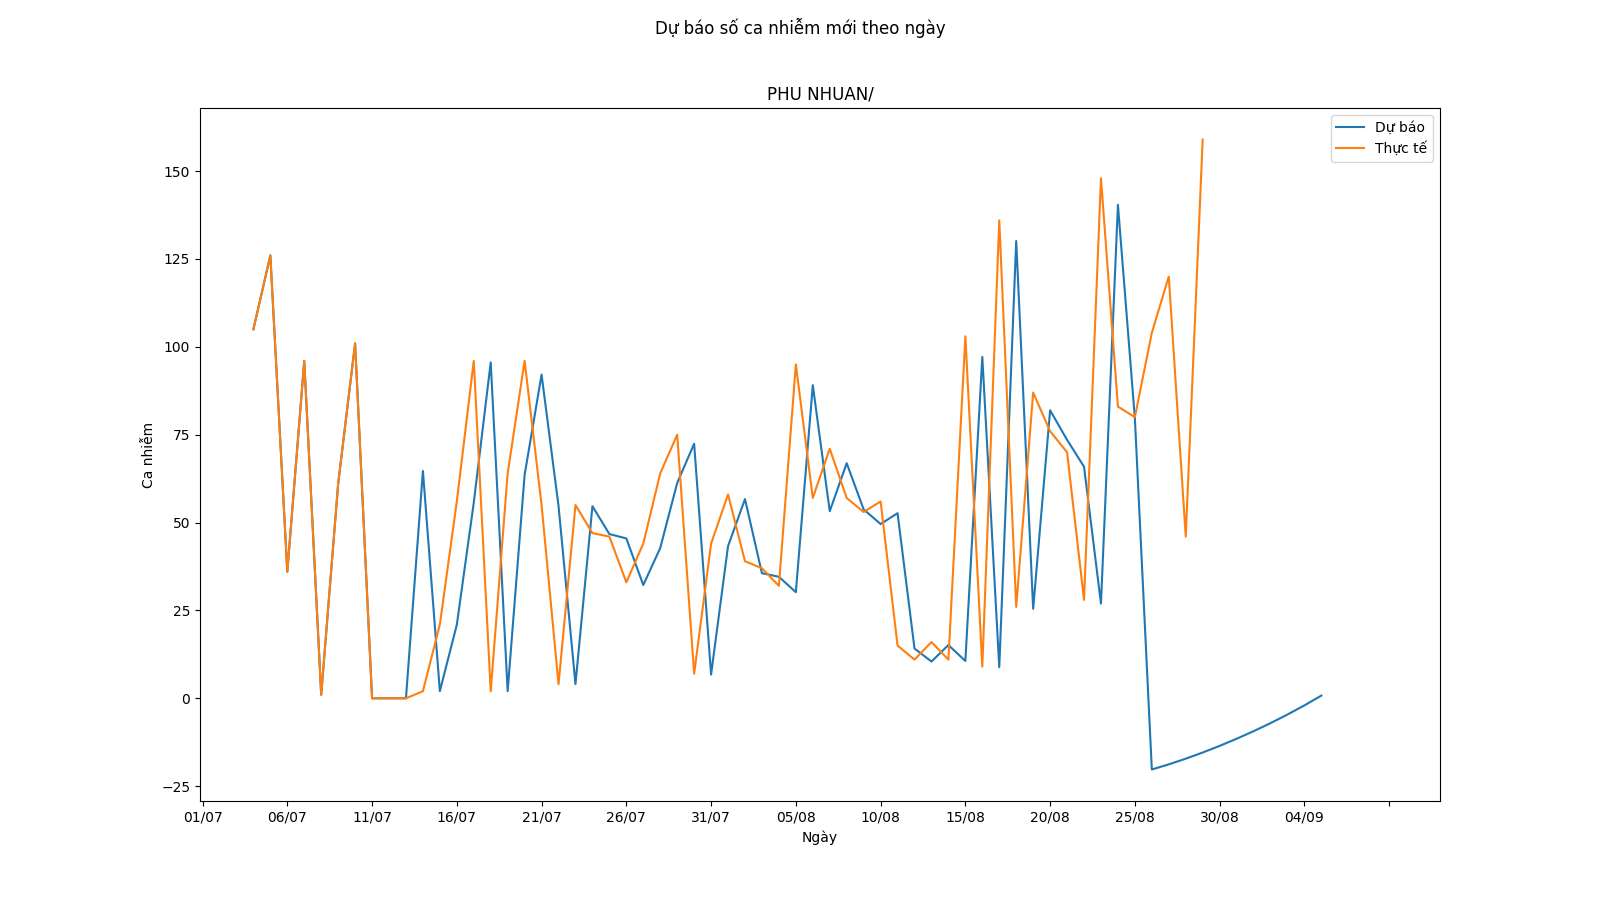 Dự báo số ca nhiễm mới theo ngày
PHU NHUAN/
Dự báo
Thực tế
150
125
100
75
50
25
0
−25
Ca nhiễm
01/07 06/07 11/07 16/07 21/07 26/07 31/07 05/08 10/08 15/08 20/08 25/08 30/08 04/09
Ngày